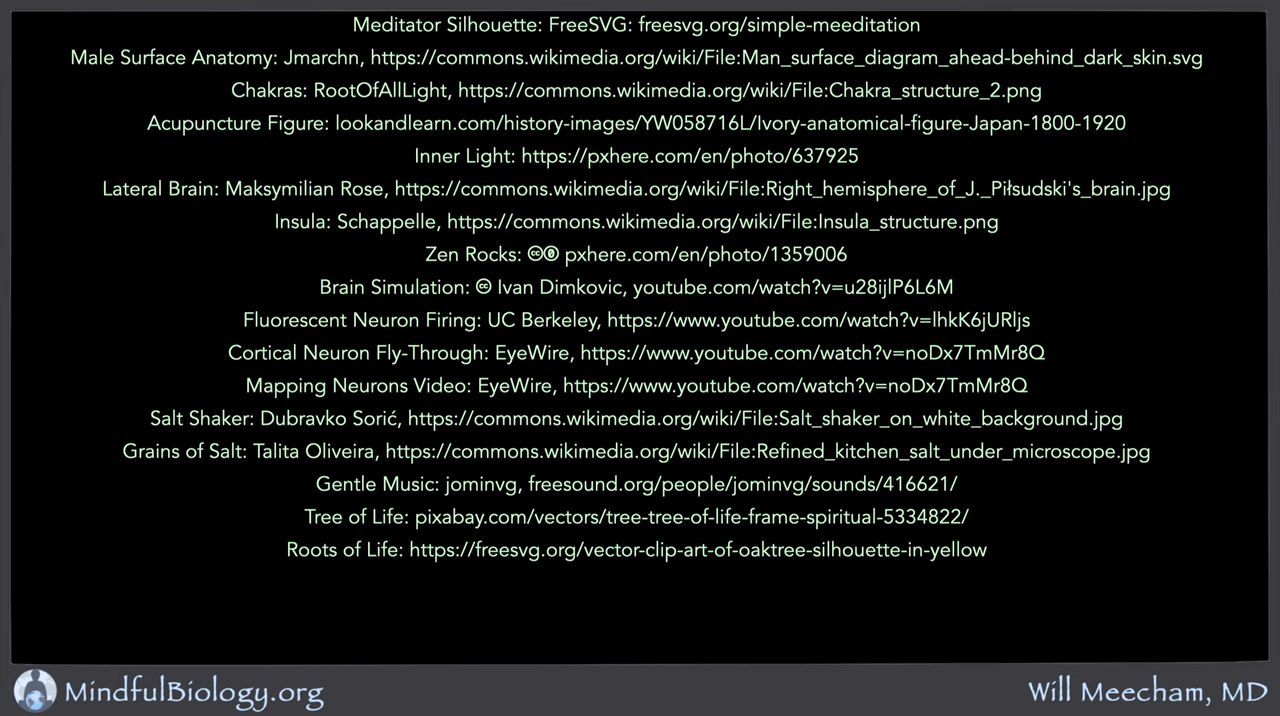 Meditator Silhouette: FreeSVG: freesvg.org/simple-meeditation
Male Surface Anatomy: Jmarchn, https://commons.wikimedia.org/wiki/File:Man_surface_diagram_ahead-behind_dark_skin.svg
Chakras: RootOfAllLight, https://commons.wikimedia.org/wiki/File:Chakra_structure_2.png
Acupuncture Figure: lookandlearn.com/history-images/YW058716L/Ivory-anatomical-figure-Japan-1800-1920
Inner Light: https://pxhere.com/en/photo/637925
Lateral Brain: Maksymilian Rose, https://commons.wikimedia.org/wiki/File:Right_hemisphere_of_J._Piłsudski's_brain.jpg
Insula: Schappelle, https://commons.wikimedia.org/wiki/File:Insula_structure.png
Zen Rocks: 🅭🄍 pxhere.com/en/photo/1359006
Brain Simulation: 🅭 Ivan Dimkovic, youtube.com/watch?v=u28ijlP6L6M
Fluorescent Neuron Firing: UC Berkeley, https://www.youtube.com/watch?v=lhkK6jURljs
Cortical Neuron Fly-Through: EyeWire, https://www.youtube.com/watch?v=noDx7TmMr8Q
Mapping Neurons Video: EyeWire, https://www.youtube.com/watch?v=noDx7TmMr8Q
Salt Shaker: Dubravko Sorić, https://commons.wikimedia.org/wiki/File:Salt_shaker_on_white_background.jpg
Grains of Salt: Talita Oliveira, https://commons.wikimedia.org/wiki/File:Refined_kitchen_salt_under_microscope.jpg
Gentle Music: jominvg, freesound.org/people/jominvg/sounds/416621/
Tree of Life: pixabay.com/vectors/tree-tree-of-life-frame-spiritual-5334822/
Roots of Life: https://freesvg.org/vector-clip-art-of-oaktree-silhouette-in-yellow
MindfulBiology.org
Will Meecham, MD